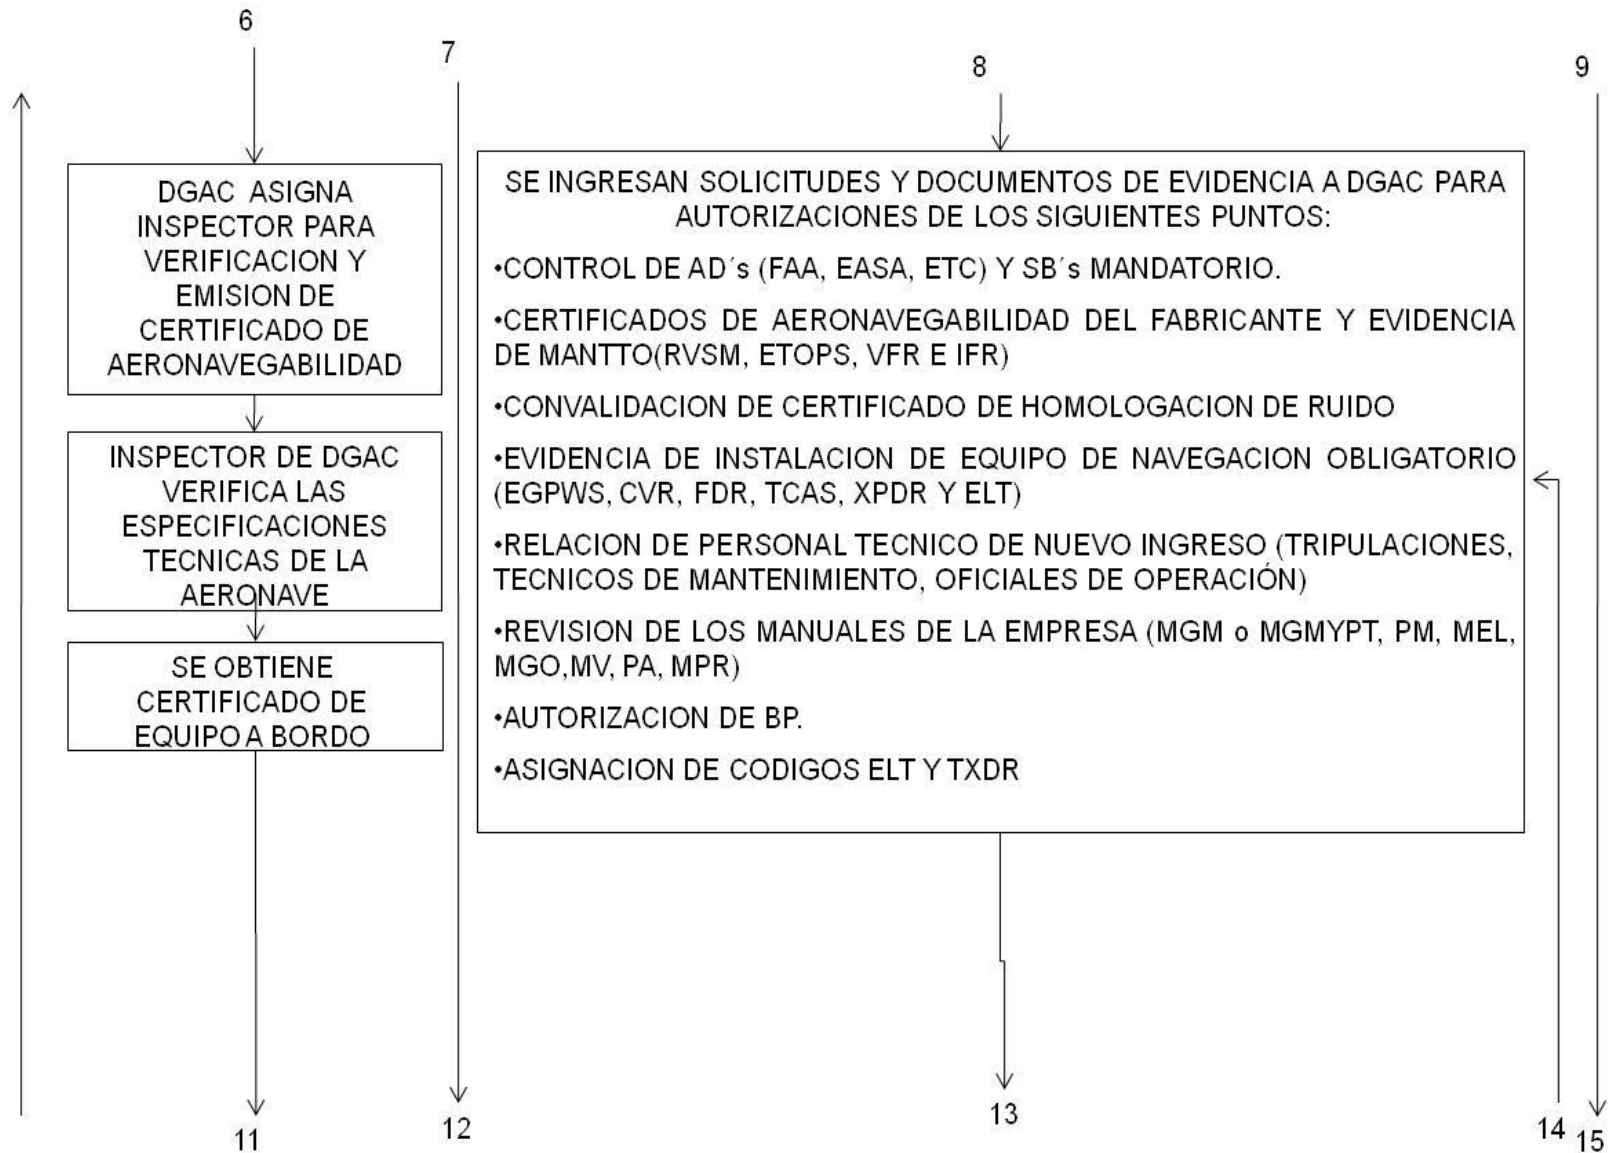 6
7
8
9
DGAC ASIGNA
INSPECTOR PARA
VERIFICACION Y
EMISION DE
CERTIFICADO DE
AERONAVEGABILIDAD
INSPECTOR DE DGAC
VERIFICA LAS
ESPECIFICACIONES
TECNICAS DE LA
AERONAVE
SE OBTIENE
CERTIFICADO DE
EQUIPO A BORDO
SE INGRESAN SOLICITUDES Y DOCUMENTOS DE EVIDENCIA A DGAC PARA
AUTORIZACIONES DE LOS SIGUIENTES PUNTOS:
•CONTROL DE AD´s (FAA, EASA, ETC) Y SB´s MANDATORIO.
•CERTIFICADOS DE AERONAVEGABILIDAD DEL FABRICANTE Y EVIDENCIA
DE MANTTO(RVSM, ETOPS, VFR E IFR)
•CONVALIDACION DE CERTIFICADO DE HOMOLOGACION DE RUIDO
•EVIDENCIA DE INSTALACION DE EQUIPO DE NAVEGACION OBLIGATORIO
(EGPWS, CVR, FDR, TCAS, XPDR Y ELT)
•RELACION DE PERSONAL TECNICO DE NUEVO INGRESO (TRIPULACIONES,
TECNICOS DE MANTENIMIENTO, OFICIALES DE OPERACIÓN)
•REVISION DE LOS MANUALES DE LA EMPRESA (MGM o MGMYPT, PM, MEL,
MGO,MV, PA, MPR)
•AUTORIZACION DE BP.
•ASIGNACION DE CODIGOS ELT Y TXDR
11
12
13
14
15